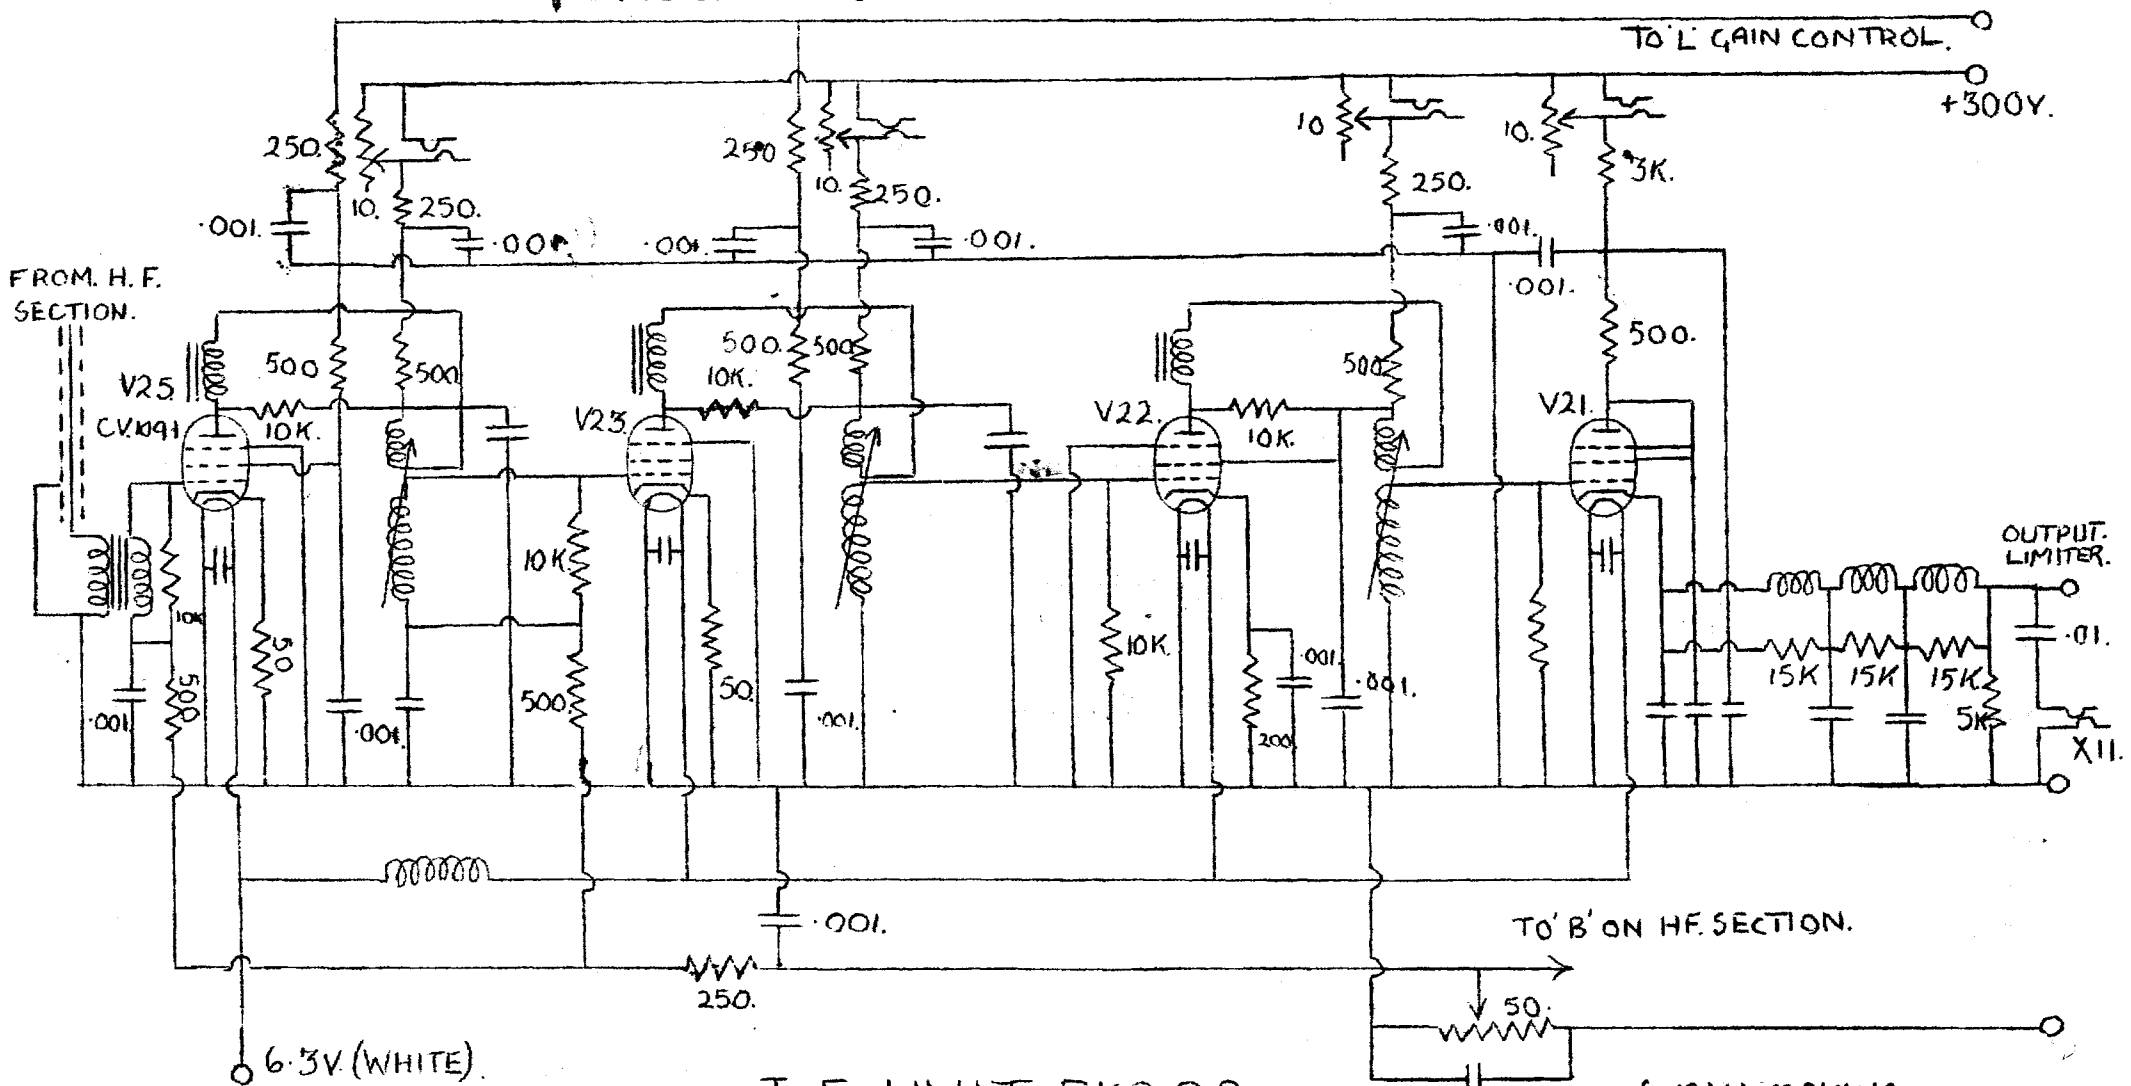 TO 'L' GAIN CONTROL.
+300V.
250.
10.
250.
.001.
.001.
250
10.
250.
.001.
.001.
10
250.
.001.
10.
3K.
.001.
FROM. H. F.
SECTION.
V25.
CV.1091
500
500
10K.
V23.
10K.
500.
500
V22.
10K.
500
V21.
500.
10K
50
500
.001.
.001.
10K
500.
50.
.001.
10K.
200
.001.
.001.
OUTPUT.
LIMITER.
.01.
15K
15K
15K
5K
X11.
.001.
250.
TO 'B' ON HF. SECTION.
50.
6.3V. (WHITE).